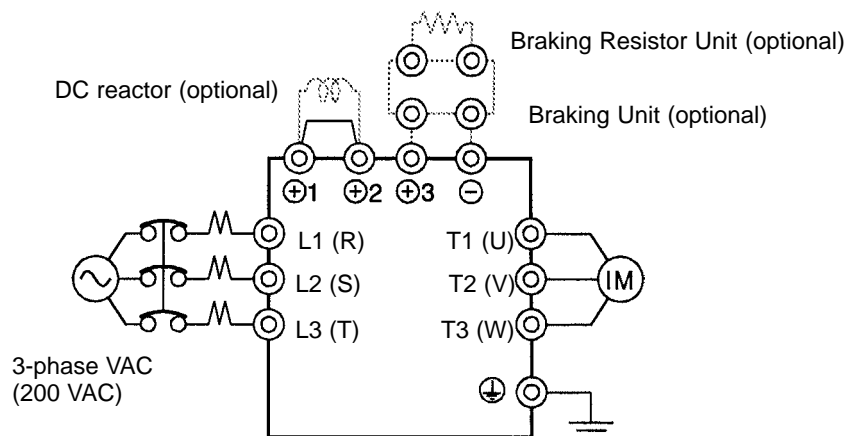 Braking Resistor Unit (optional)
DC reactor (optional)
Braking Unit (optional)
⊕1
⊕2
⊕3
⊖
L1 (R)
T1 (U)
L2 (S)
T2 (V)
IM
L3 (T)
T3 (W)
3-phase VAC
(200 VAC)